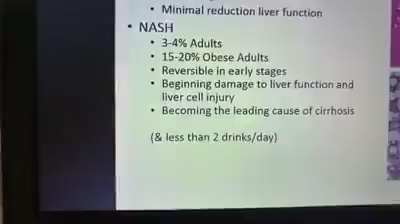 • Minimal reduction liver function
• NASH
• 3-4% Adults
• 15-20% Obese Adults
• Reversible in early stages
• Beginning damage to liver function and
liver cell injury
• Becoming the leading cause of cirrhosis
(& less than 2 drinks/day)